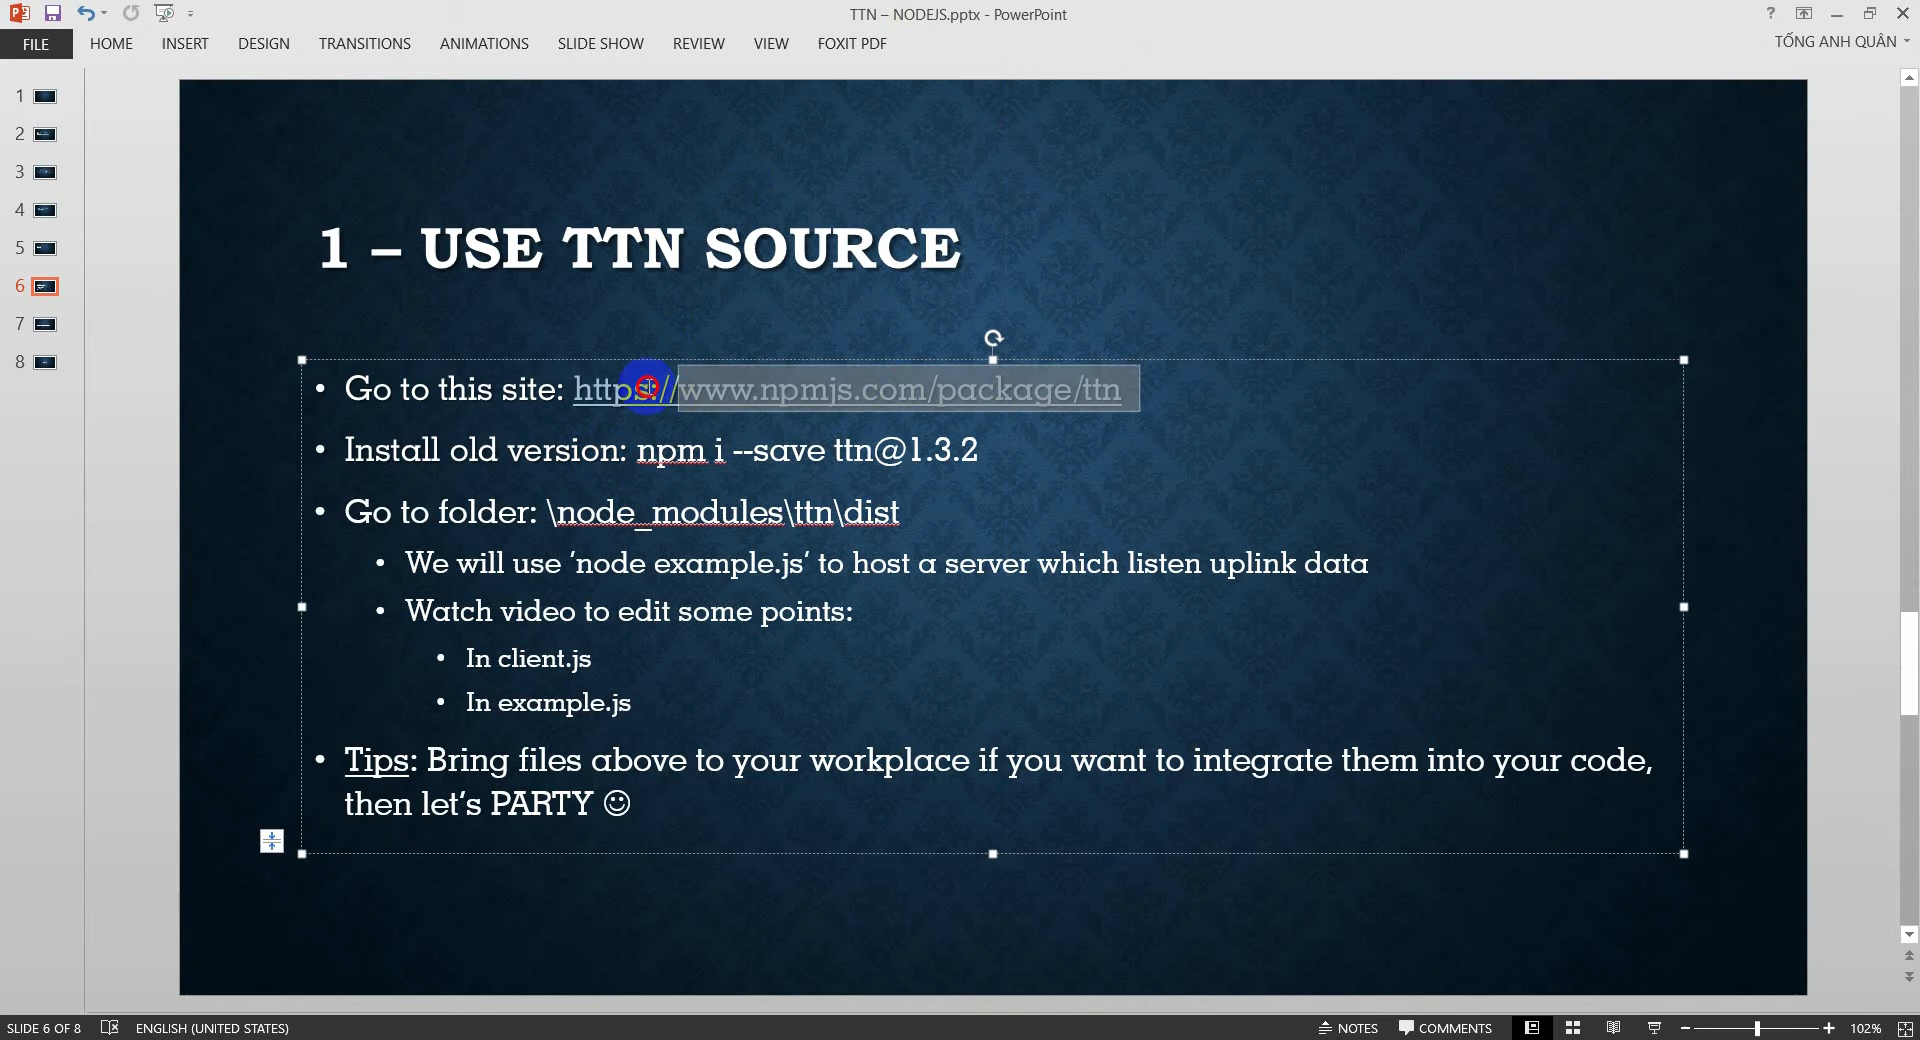 TTN – NODEJS.pptx - PowerPoint
FILE HOME INSERT DESIGN TRANSITIONS ANIMATIONS SLIDE SHOW REVIEW VIEW FOXIT PDF
TỐNG ANH QUÂN
1
2
3
4
5
6
7
8
1 – USE TTN SOURCE
• Go to this site: https://www.npmjs.com/package/ttn
• Install old version: npm i --save ttn@1.3.2
• Go to folder: \node_modules\ttn\dist
• We will use ‘node example.js’ to host a server which listen uplink data
• Watch video to edit some points:
• In client.js
• In example.js
• Tips: Bring files above to your workplace if you want to integrate them into your code,
then let’s PARTY ☺
SLIDE 6 OF 8 ENGLISH (UNITED STATES) NOTES COMMENTS 102%